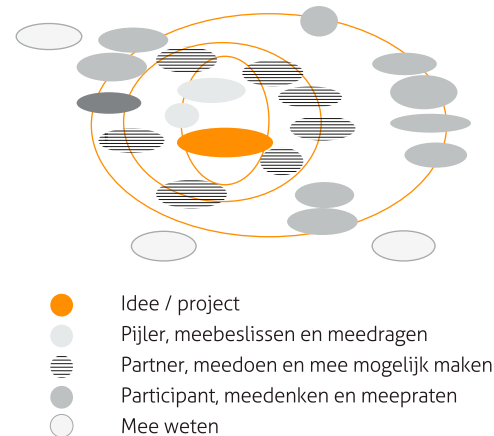 Idee / project
Pijler, meebeslissen en meedragen
Partner, meedoen en mee mogelijk maken
Participant, meedenken en meepraten
Mee weten